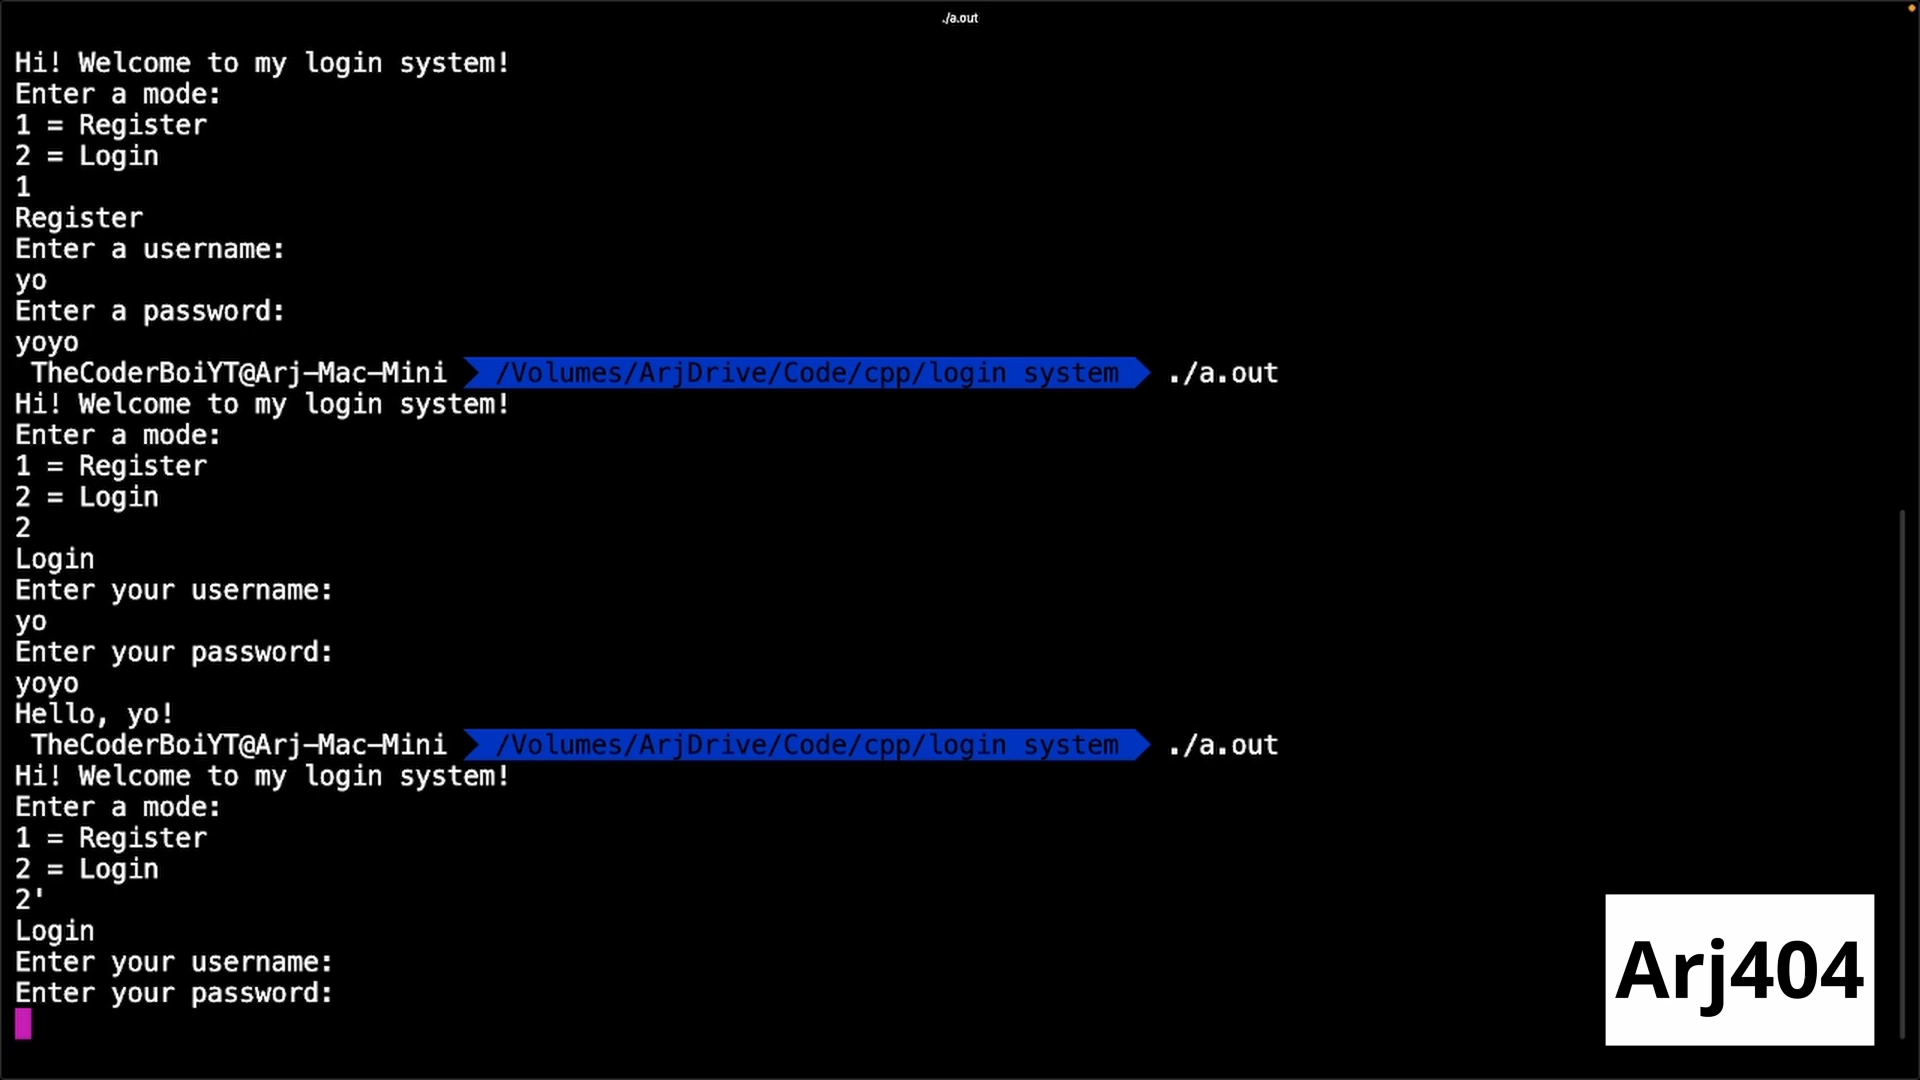 ./a.out
Hi! Welcome to my login system!
Enter a mode:
1 = Register
2 = Login
1
Register
Enter a username:
yo
Enter a password:
yoyo
TheCoderBoiYT@Arj-Mac-Mini /Volumes/ArjDrive/Code/cpp/login system ./a.out
Hi! Welcome to my login system!
Enter a mode:
1 = Register
2 = Login
2
Login
Enter your username:
yo
Enter your password:
yoyo
Hello, yo!
TheCoderBoiYT@Arj-Mac-Mini /Volumes/ArjDrive/Code/cpp/login system ./a.out
Hi! Welcome to my login system!
Enter a mode:
1 = Register
2 = Login
2'
Login
Enter your username:
Enter your password:
Arj404